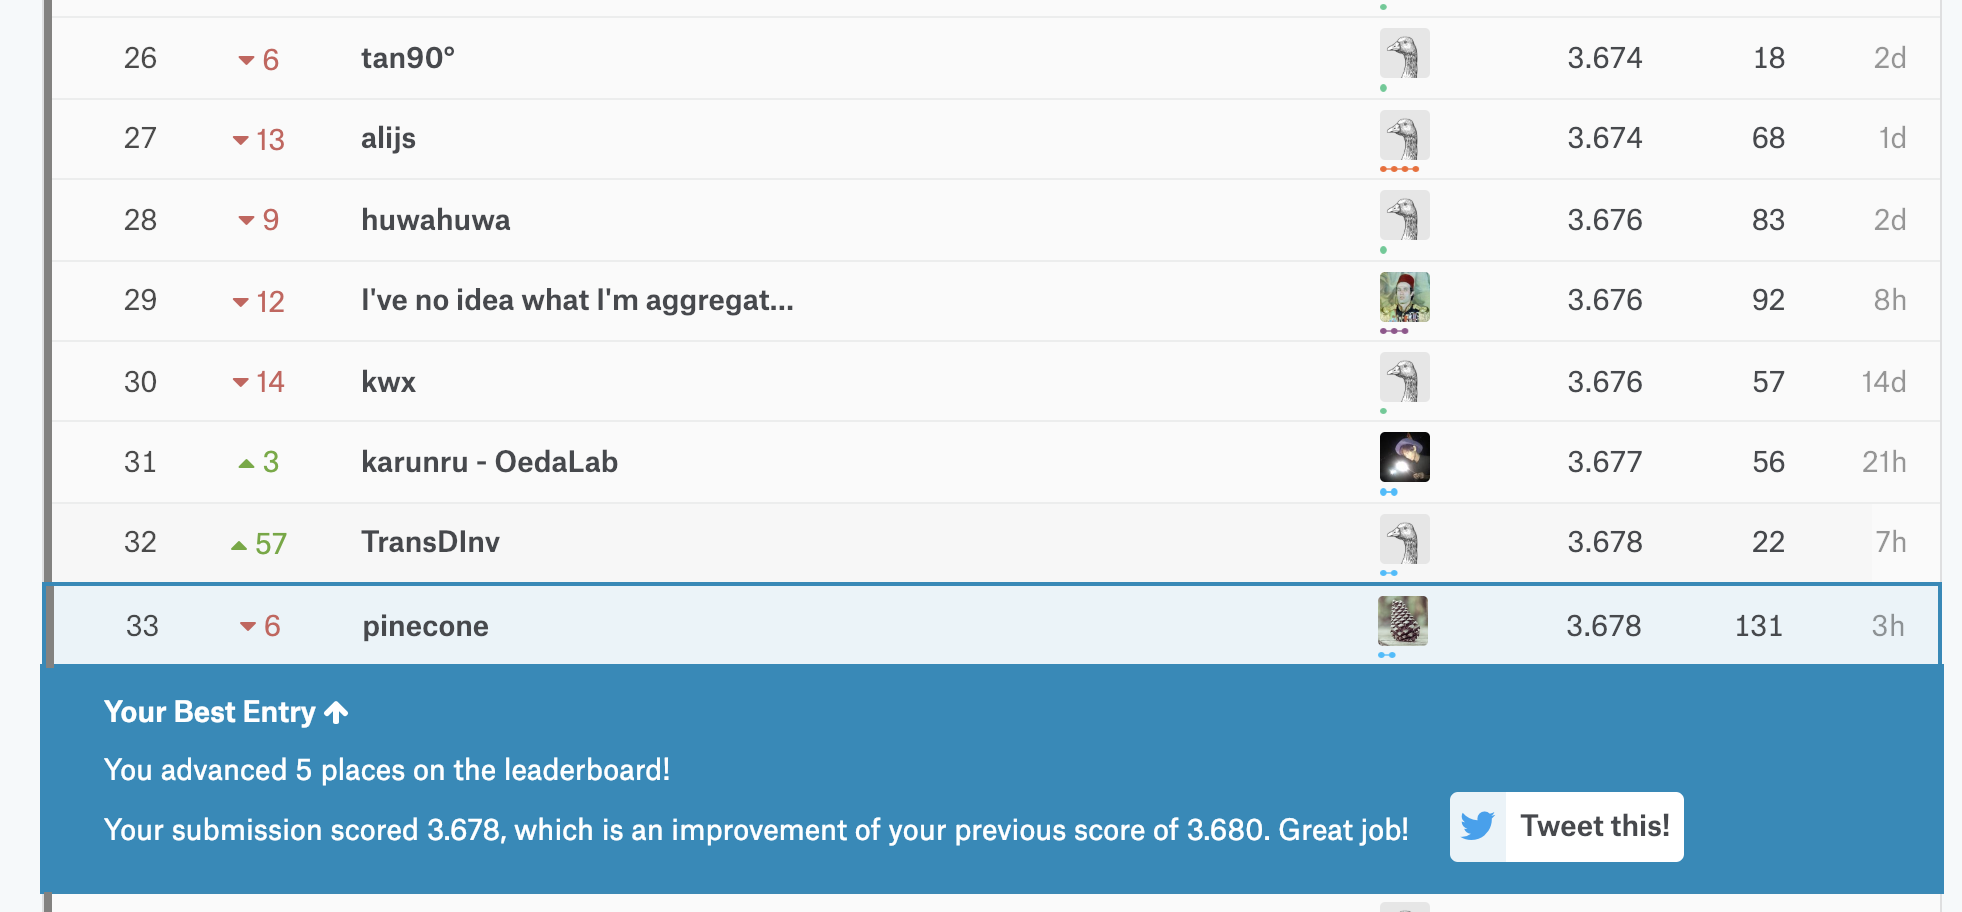 26 6 tan90° 3.674 18 2d
27 13 alijs 3.674 68 1d
28 9 huwahuwa 3.676 83 2d
29 12 I've no idea what I'm aggregat... 3.676 92 8h
30 14 kwx 3.676 57 14d
31 3 karunru - OedaLab 3.677 56 21h
32 57 TransDInv 3.678 22 7h
33 6 pinecone 3.678 131 3h
Your Best Entry
You advanced 5 places on the leaderboard!
Your submission scored 3.678, which is an improvement of your previous score of 3.680. Great job! Tweet this!